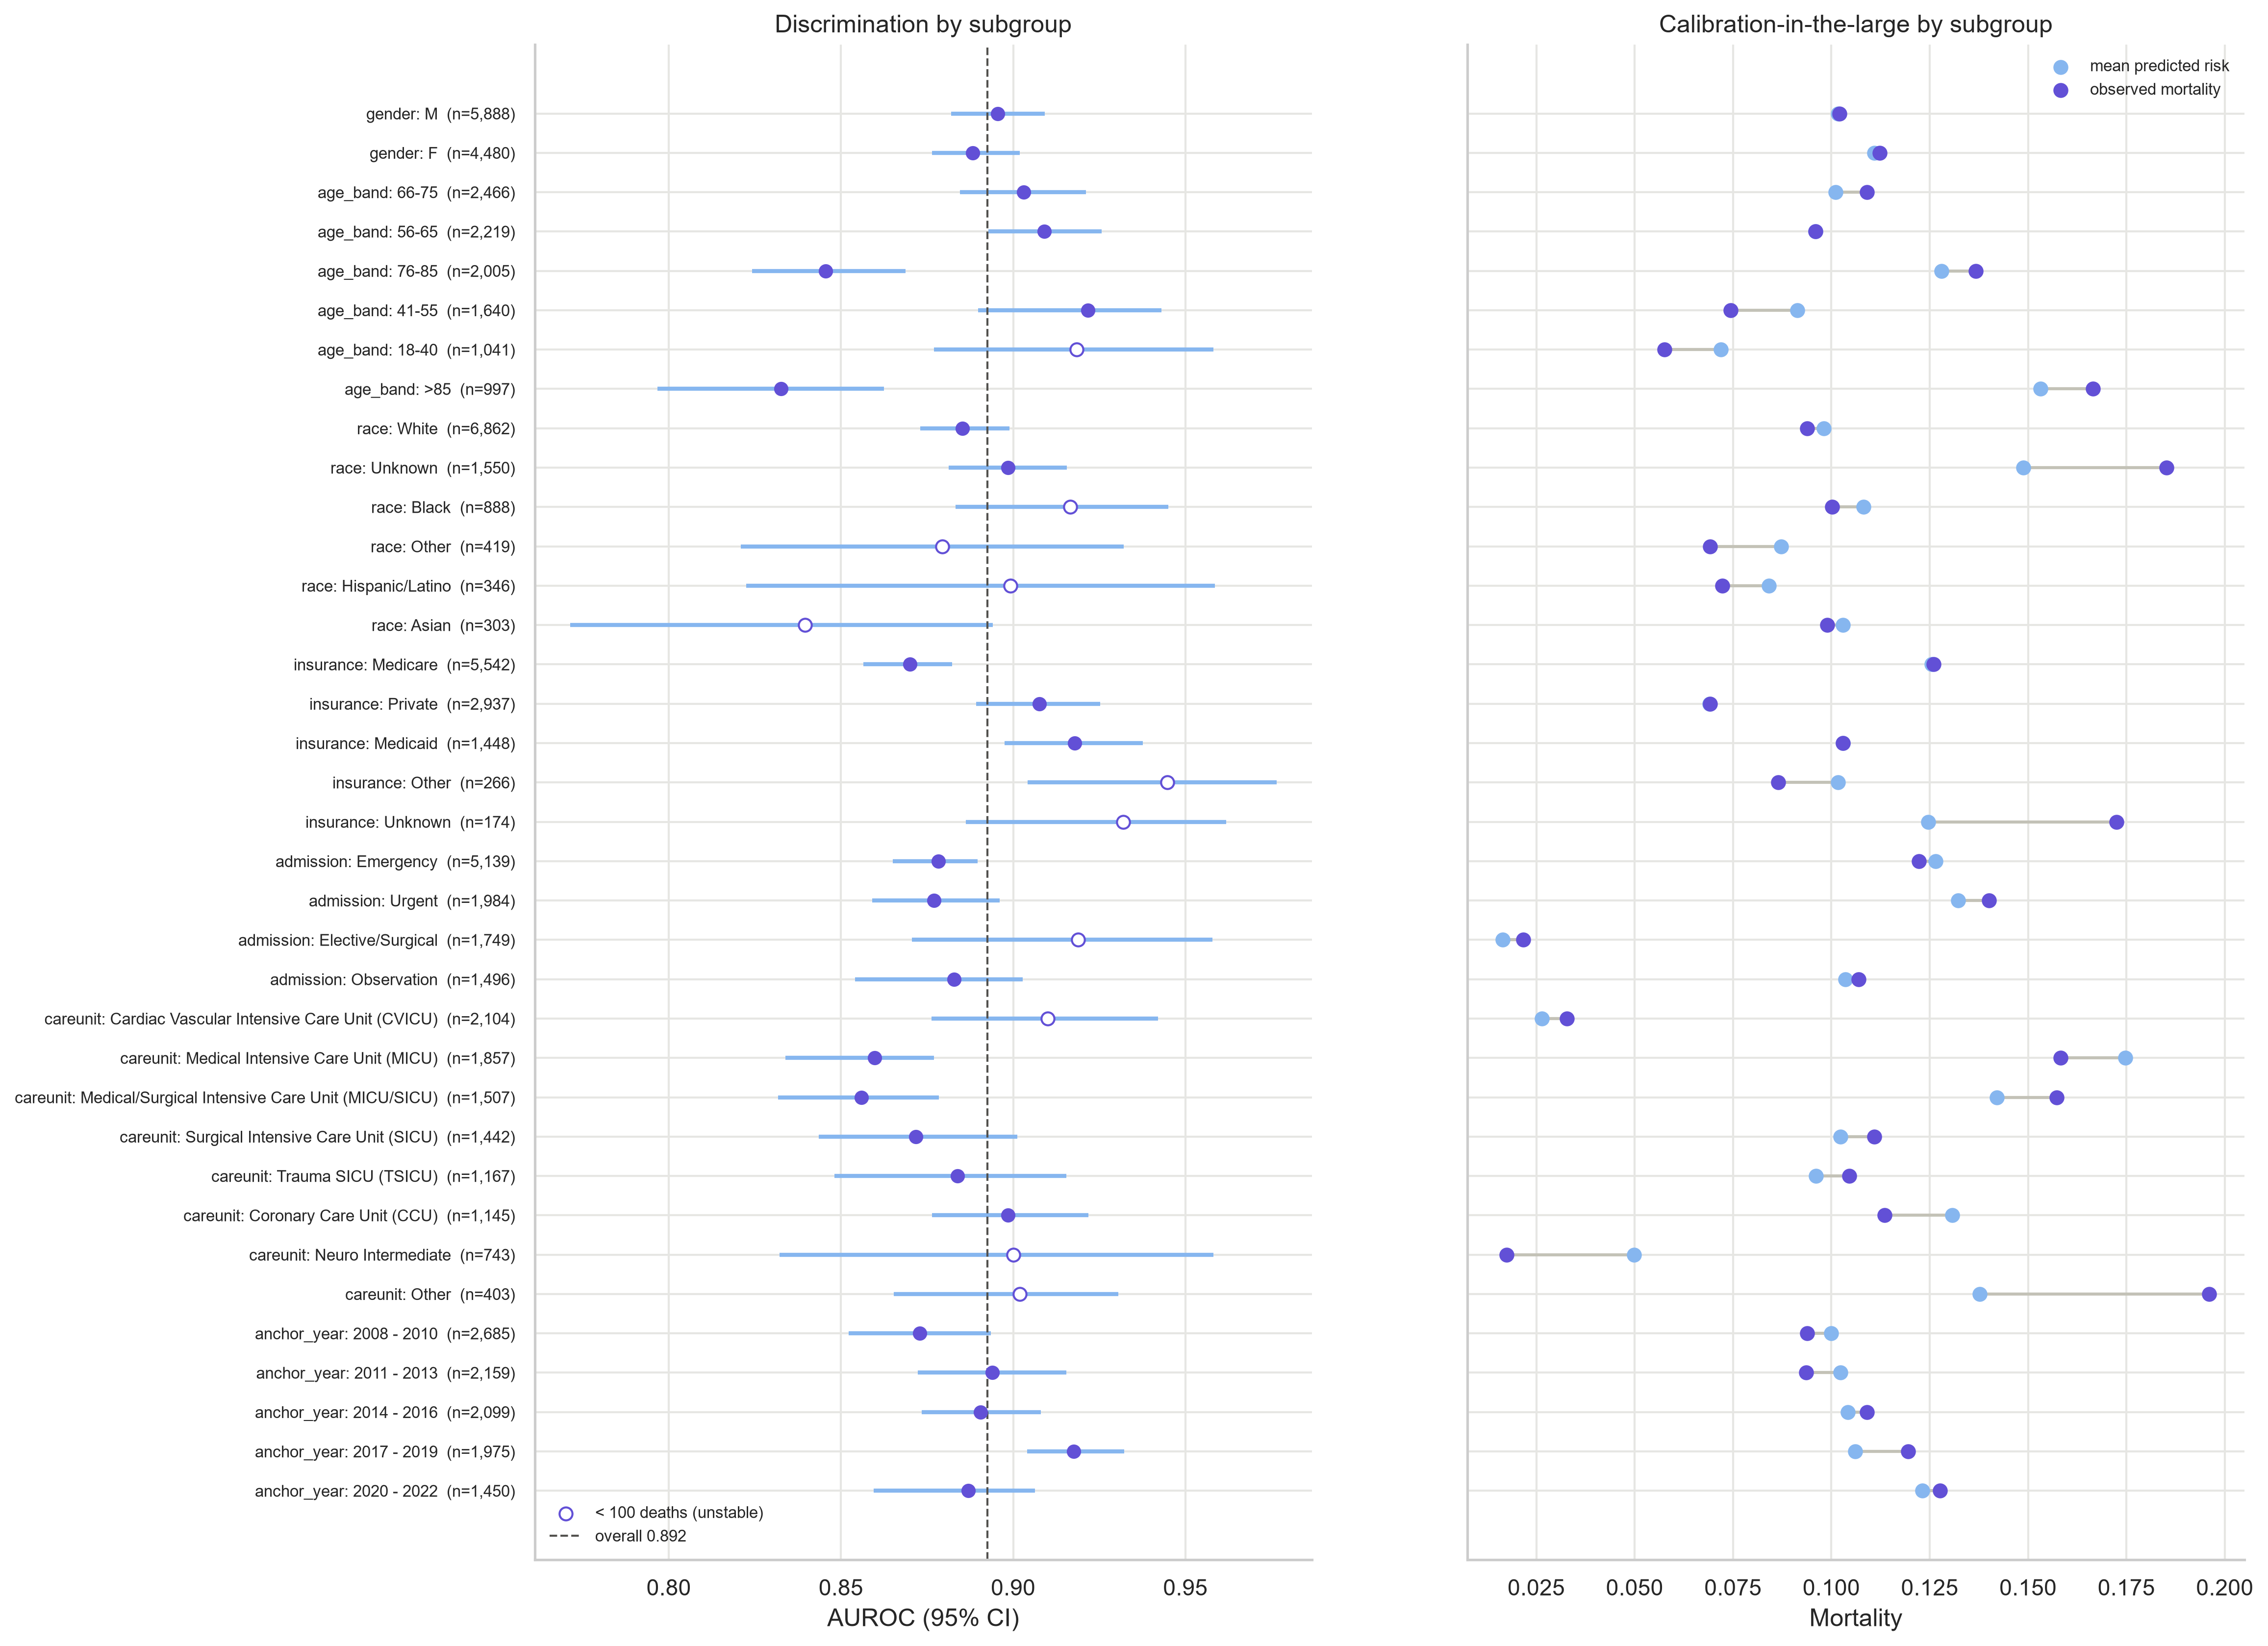 Discrimination by subgroup
Calibration-in-the-large by subgroup
mean predicted risk
observed mortality
gender: M (n=5,888)
gender: F (n=4,480)
age_band: 66-75 (n=2,466)
age_band: 56-65 (n=2,219)
age_band: 76-85 (n=2,005)
age_band: 41-55 (n=1,640)
age_band: 18-40 (n=1,041)
age_band: >85 (n=997)
race: White (n=6,862)
race: Unknown (n=1,550)
race: Black (n=888)
race: Other (n=419)
race: Hispanic/Latino (n=346)
race: Asian (n=303)
insurance: Medicare (n=5,542)
insurance: Private (n=2,937)
insurance: Medicaid (n=1,448)
insurance: Other (n=266)
insurance: Unknown (n=174)
admission: Emergency (n=5,139)
admission: Urgent (n=1,984)
admission: Elective/Surgical (n=1,749)
admission: Observation (n=1,496)
careunit: Cardiac Vascular Intensive Care Unit (CVICU) (n=2,104)
careunit: Medical Intensive Care Unit (MICU) (n=1,857)
careunit: Medical/Surgical Intensive Care Unit (MICU/SICU) (n=1,507)
careunit: Surgical Intensive Care Unit (SICU) (n=1,442)
careunit: Trauma SICU (TSICU) (n=1,167)
careunit: Coronary Care Unit (CCU) (n=1,145)
careunit: Neuro Intermediate (n=743)
careunit: Other (n=403)
anchor_year: 2008 - 2010 (n=2,685)
anchor_year: 2011 - 2013 (n=2,159)
anchor_year: 2014 - 2016 (n=2,099)
anchor_year: 2017 - 2019 (n=1,975)
anchor_year: 2020 - 2022 (n=1,450)
< 100 deaths (unstable)
overall 0.892
0.80 0.85 0.90 0.95
AUROC (95% CI)
0.025 0.050 0.075 0.100 0.125 0.150 0.175 0.200
Mortality